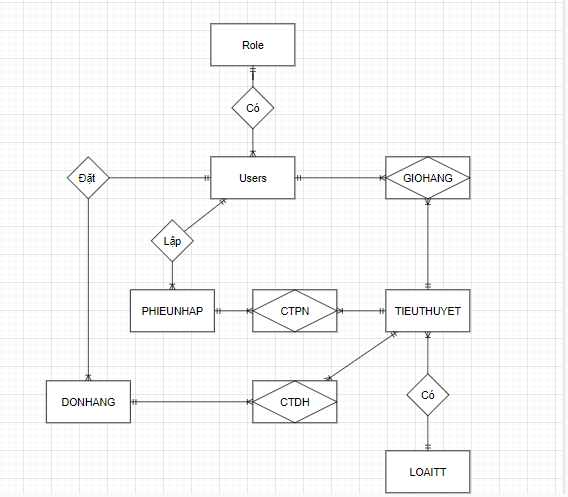 Role
Có
Đặt
Users
GIOHANG
Lập
PHIEUNHAP
CTPN
TIEUTHUYET
DONHANG
CTDH
Có
LOAITT